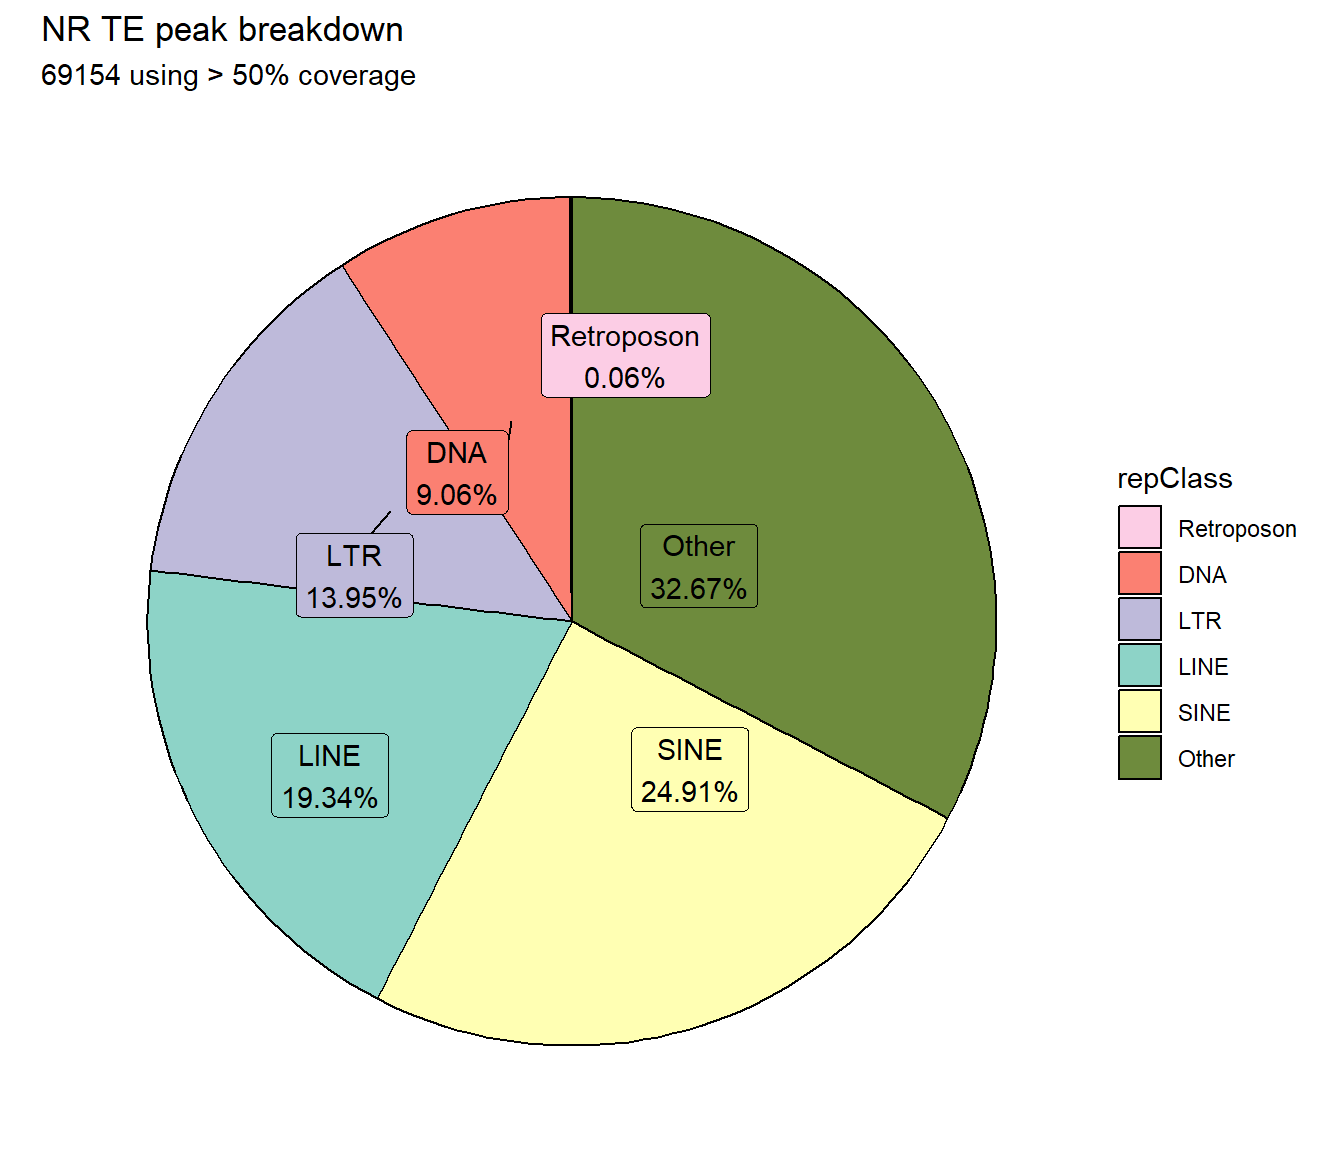 NR TE peak breakdown
69154 using > 50% coverage
Retroposon
0.06%
DNA
9.06%
Other
32.67%
LTR
13.95%
LINE
19.34%
SINE
24.91%
repClass
Retroposon
DNA
LTR
LINE
SINE
Other